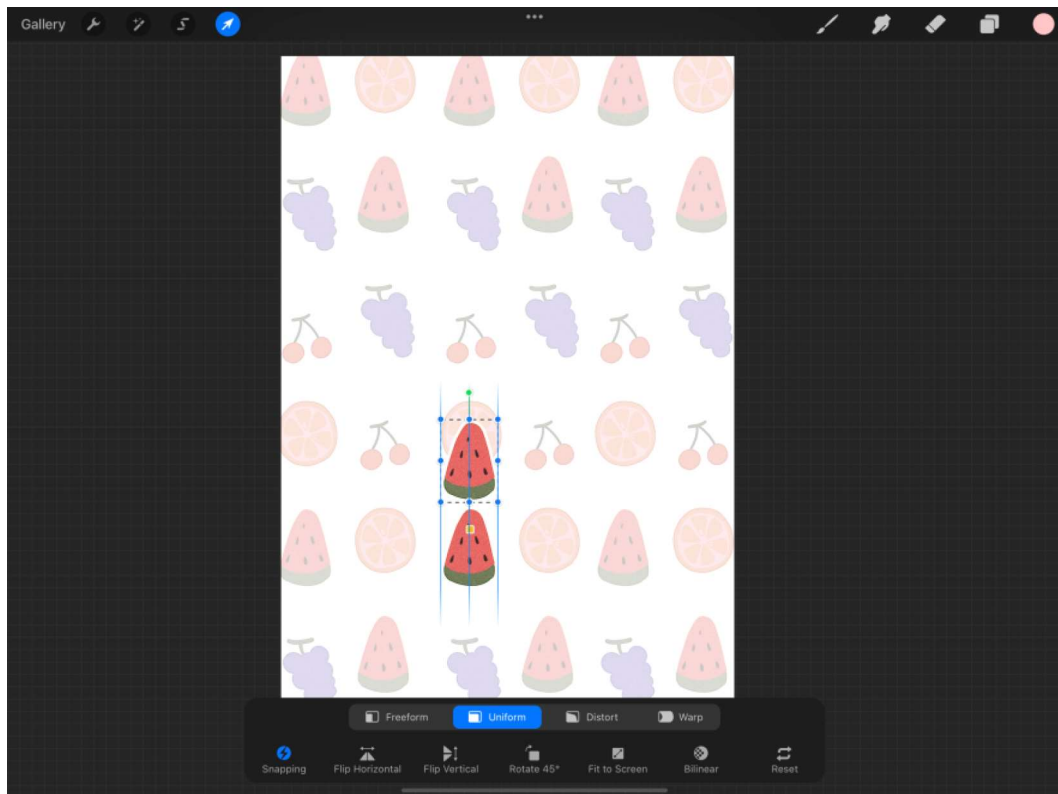 Gallery
Freeform Uniform Distort Warp
Snapping Flip Horizontal Flip Vertical Rotate 45° Fit to Screen Bilinear Reset